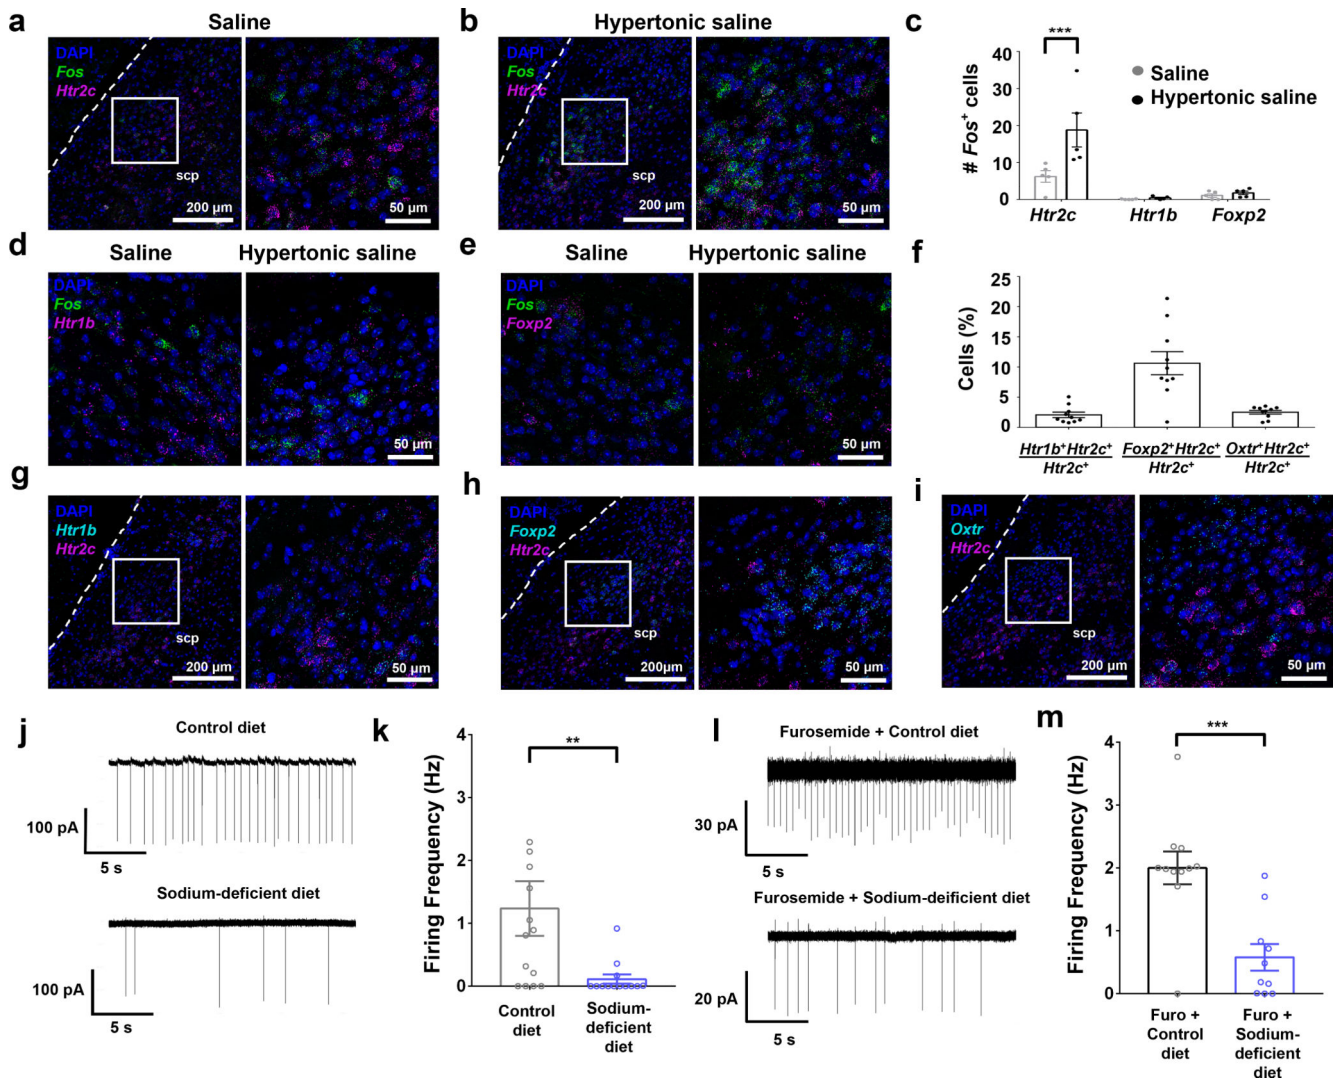 a
Saline
DAPI
Fos
Htr2c
scp
200 µm
50 µm
b
Hypertonic saline
DAPI
Fos
Htr2c
scp
200 µm
50 µm
c
# Fos⁺ cells
40
30
20
10
0
***
Saline
Hypertonic saline
Htr2c
Htr1b
Foxp2
d
Saline
Hypertonic saline
DAPI
Fos
Htr1b
50 µm
50 µm
e
Saline
Hypertonic saline
DAPI
Fos
Foxp2
50 µm
f
Cells (%)
25
20
15
10
5
0
Htr1b⁺Htr2c⁺
Htr2c⁺
Foxp2⁺Htr2c⁺
Htr2c⁺
Oxtr⁺Htr2c⁺
Htr2c⁺
g
DAPI
Htr1b
Htr2c
scp
200 µm
50 µm
h
DAPI
Foxp2
Htr2c
scp
200µm
50 µm
i
DAPI
Oxtr
Htr2c
scp
200 µm
50 µm
j
Control diet
100 pA
5 s
Sodium-deficient diet
100 pA
5 s
k
Firing Frequency (Hz)
4
3
2
1
0
**
Control
diet
Sodium-
deficient
diet
l
Furosemide + Control diet
30 pA
5 s
Furosemide + Sodium-deificient diet
20 pA
5 s
m
Firing Frequency (Hz)
4
2
0
***
Furo +
Control
diet
Furo +
Sodium-
deficient
diet